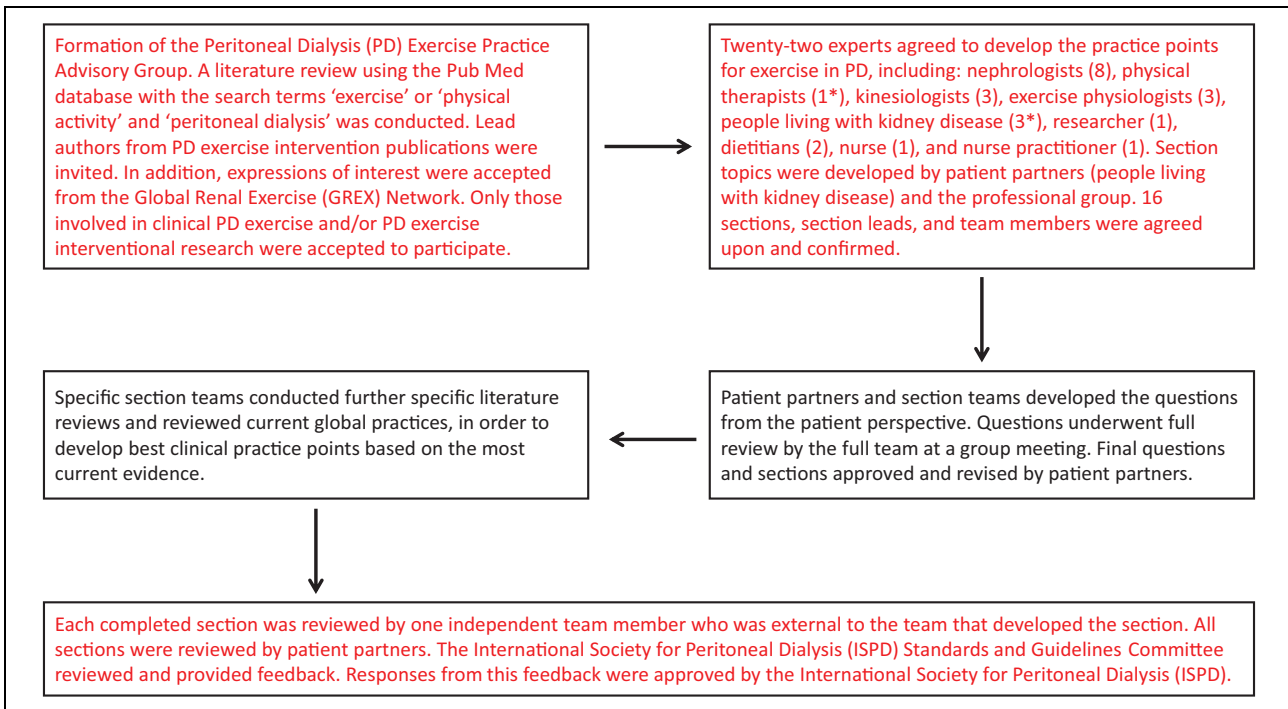 Formation of the Peritoneal Dialysis (PD) Exercise Practice
Advisory Group. A literature review using the Pub Med
database with the search terms ‘exercise’ or ‘physical
activity’ and ‘peritoneal dialysis’ was conducted. Lead
authors from PD exercise intervention publications were
invited. In addition, expressions of interest were accepted
from the Global Renal Exercise (GREX) Network. Only those
involved in clinical PD exercise and/or PD exercise
interventional research were accepted to participate.
Twenty-two experts agreed to develop the practice points
for exercise in PD, including: nephrologists (8), physical
therapists (1*), kinesiologists (3), exercise physiologists (3),
people living with kidney disease (3*), researcher (1),
dietitians (2), nurse (1), and nurse practitioner (1). Section
topics were developed by patient partners (people living
with kidney disease) and the professional group. 16
sections, section leads, and team members were agreed
upon and confirmed.
Patient partners and section teams developed the questions
from the patient perspective. Questions underwent full
review by the full team at a group meeting. Final questions
and sections approved and revised by patient partners.
Specific section teams conducted further specific literature
reviews and reviewed current global practices, in order to
develop best clinical practice points based on the most
current evidence.
Each completed section was reviewed by one independent team member who was external to the team that developed the section. All
sections were reviewed by patient partners. The International Society for Peritoneal Dialysis (ISPD) Standards and Guidelines Committee
reviewed and provided feedback. Responses from this feedback were approved by the International Society for Peritoneal Dialysis (ISPD).